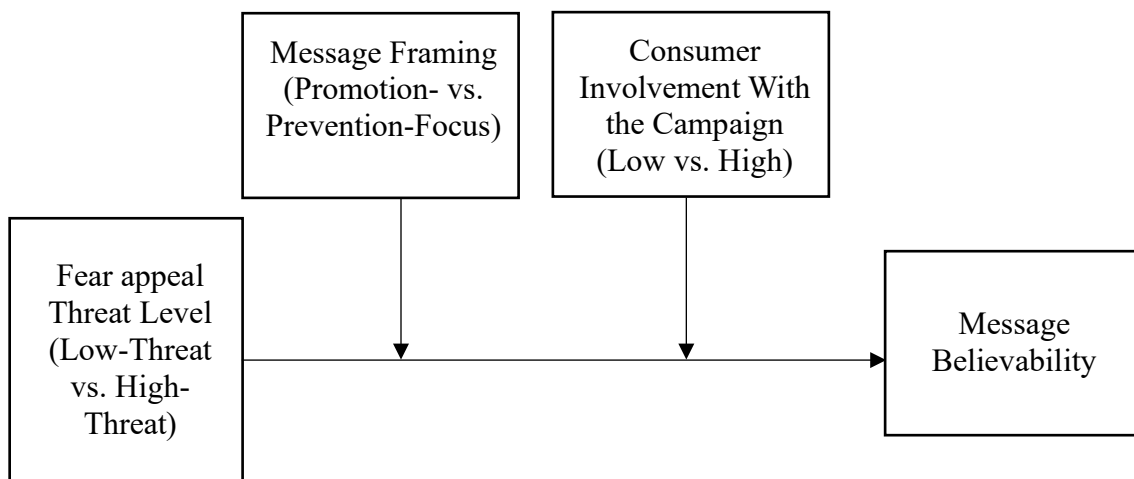 Message Framing
(Promotion- vs.
Prevention-Focus)
Consumer
Involvement With
the Campaign
(Low vs. High)
Fear appeal
Threat Level
(Low-Threat
vs. High-
Threat)
Message
Believability